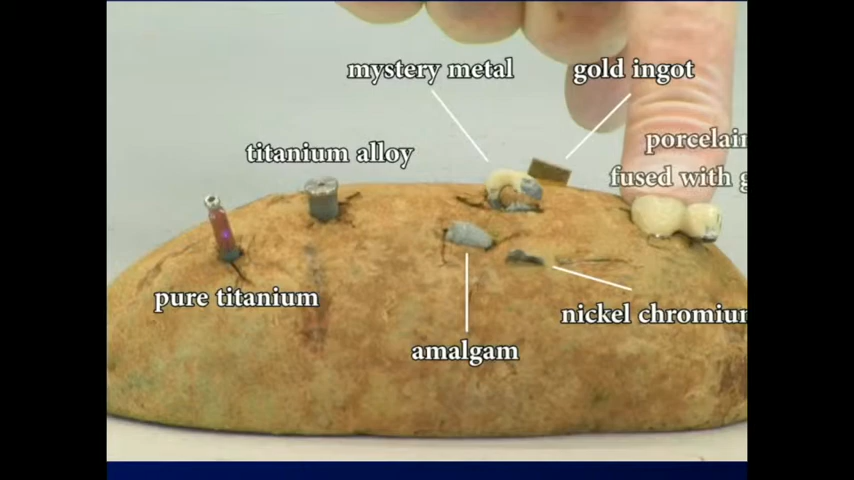 mystery metal
gold ingot
porcelain
fused with
titanium alloy
pure titanium
nickel chromium
amalgam